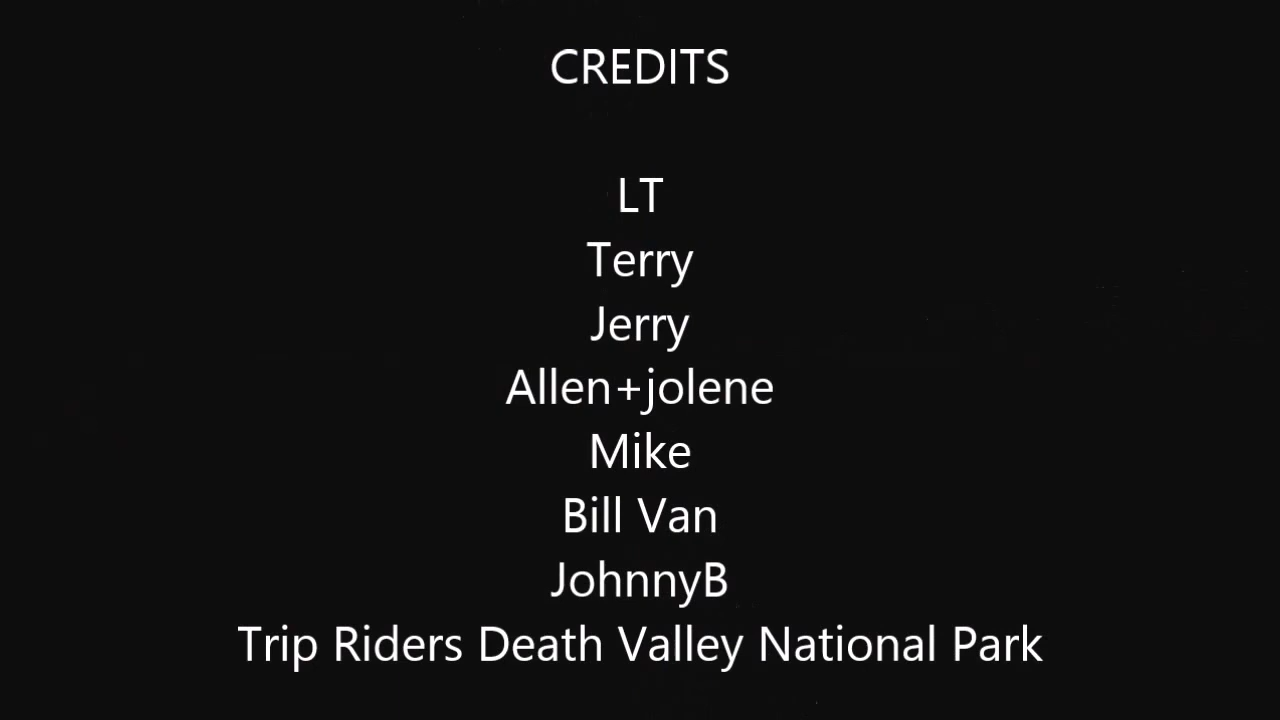 CREDITS
LT
Terry
Jerry
Allen+jolene
Mike
Bill Van
JohnnyB
Trip Riders Death Valley National Park